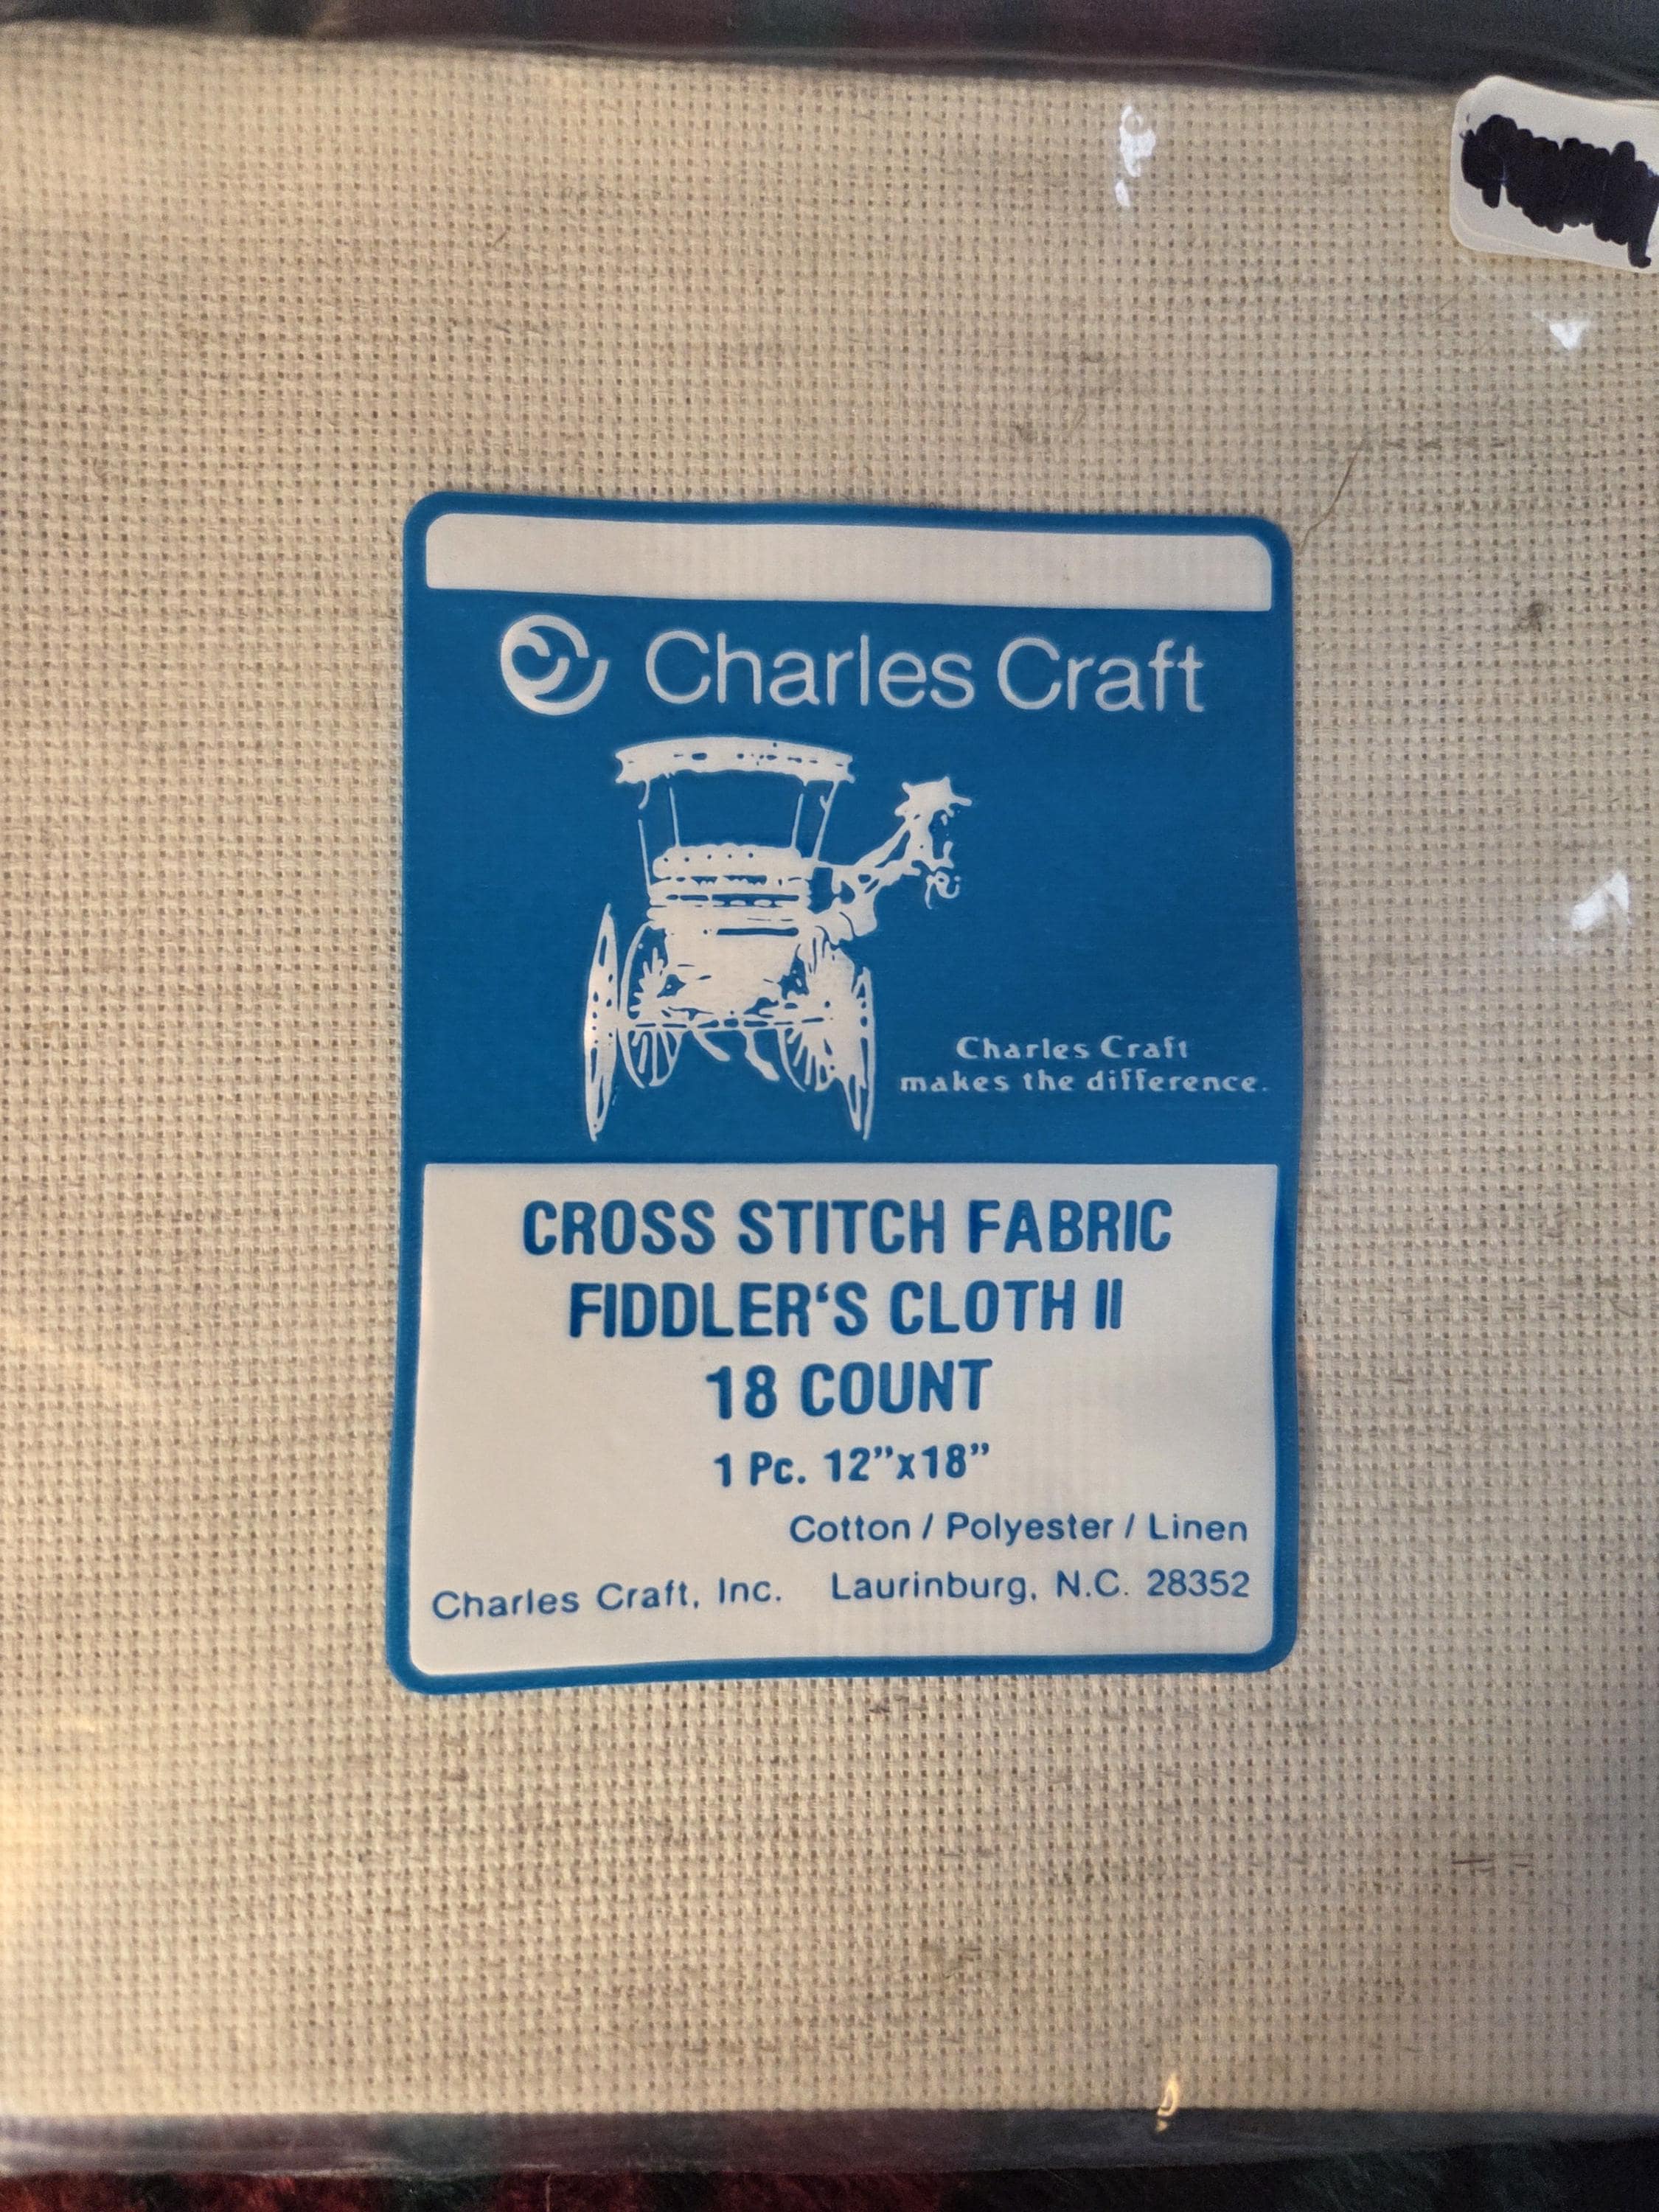 Charles Craft
Charles Craft
makes the difference.
CROSS STITCH FABRIC
FIDDLER‘S CLOTH II
18 COUNT
1 Pc. 12”x18”
Cotton / Polyester / Linen
Charles Craft, Inc. Laurinburg, N.C. 28352